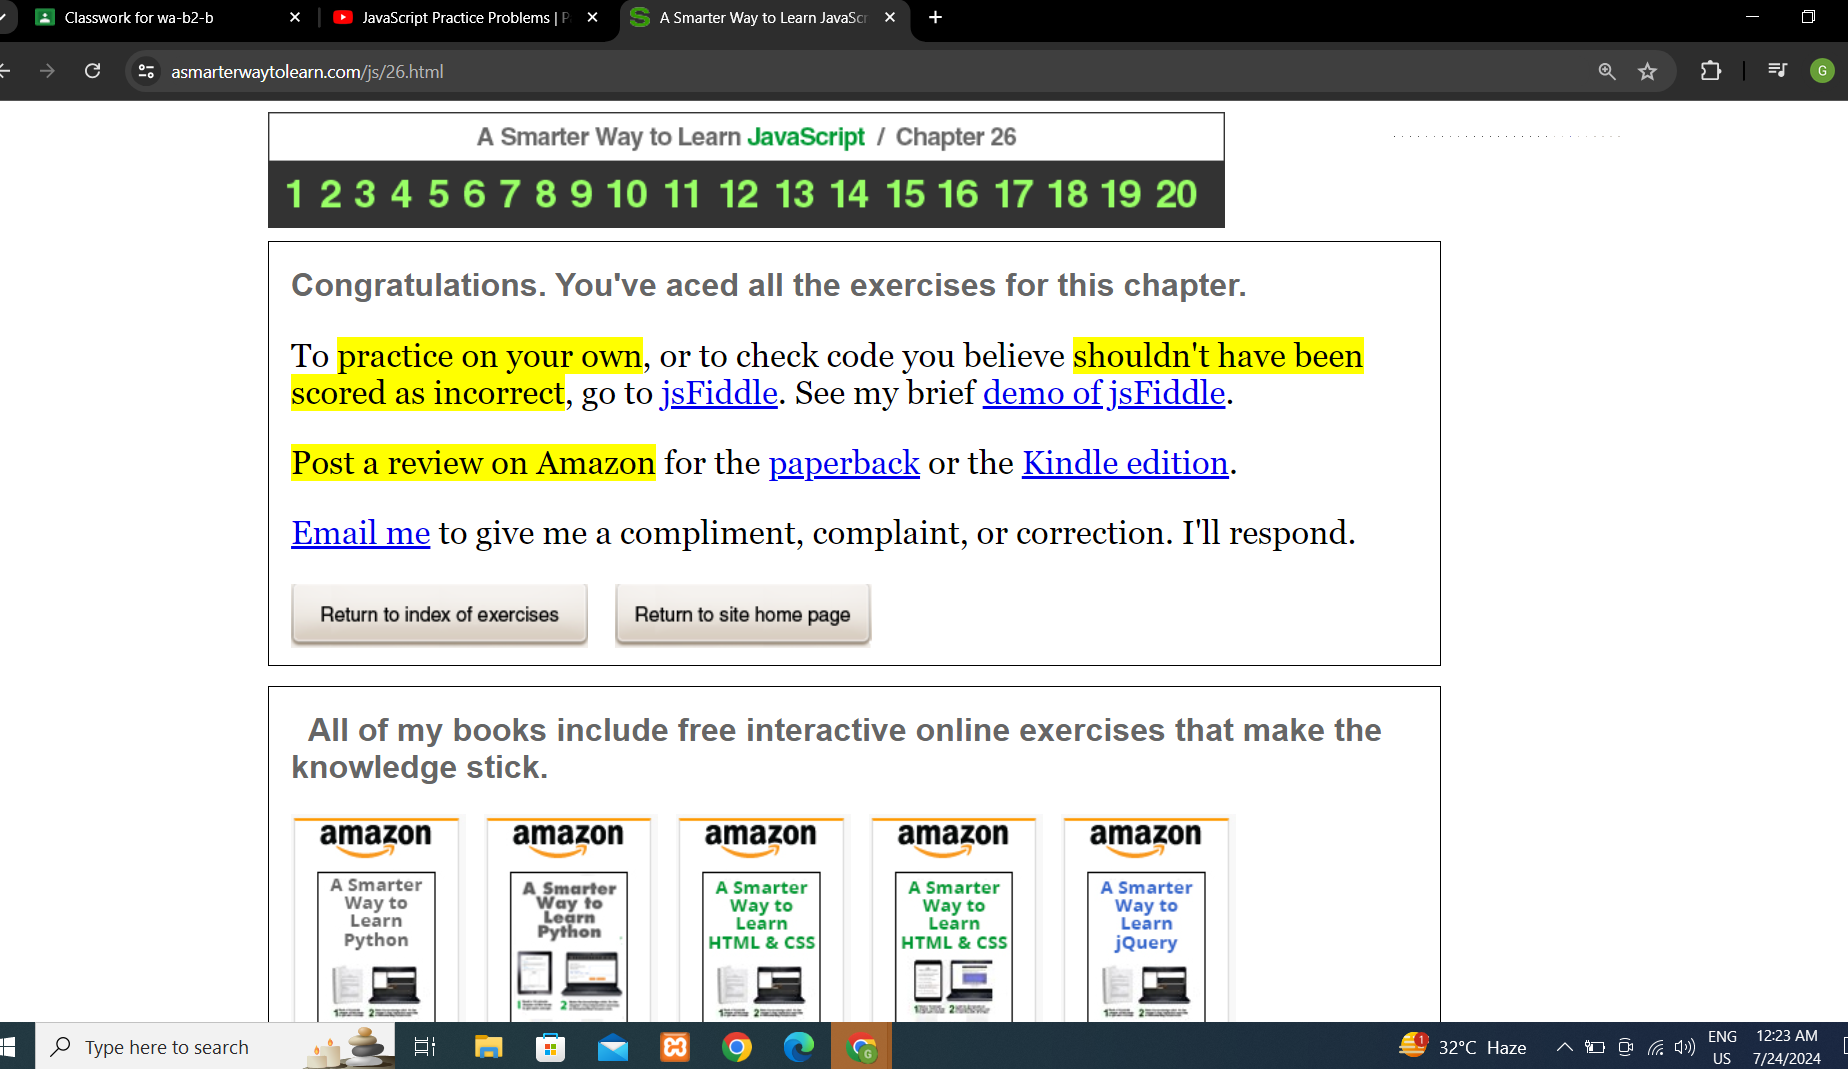 Classwork for wa-b2-b
JavaScript Practice Problems | P
A Smarter Way to Learn JavaScr
asmarterwaytolearn.com/js/26.html
G
A Smarter Way to Learn JavaScript / Chapter 26
1 2 3 4 5 6 7 8 9 10 11 12 13 14 15 16 17 18 19 20
Congratulations. You've aced all the exercises for this chapter.
To practice on your own, or to check code you believe shouldn't have been
scored as incorrect, go to jsFiddle. See my brief demo of jsFiddle.
Post a review on Amazon for the paperback or the Kindle edition.
Email me to give me a compliment, complaint, or correction. I'll respond.
Return to index of exercises Return to site home page
All of my books include free interactive online exercises that make the
knowledge stick.
amazon amazon amazon amazon amazon
A Smarter
Way to
Learn
Python
A Smarter
Way to
Learn
Python
A Smarter
Way to
Learn
HTML & CSS
A Smarter
Way to
Learn
HTML & CSS
A Smarter
Way to
Learn
jQuery
Type here to search
G
1
32°C Haze
ENG
US
12:23 AM
7/24/2024